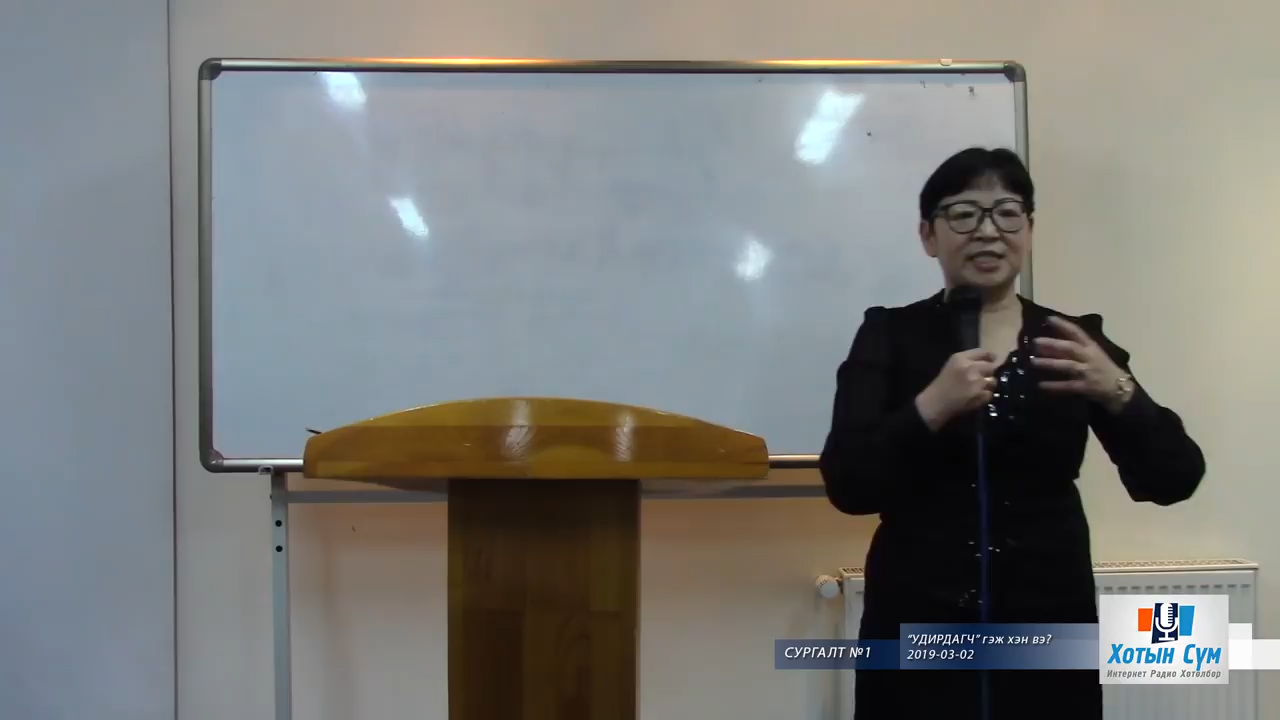 СУРГАЛТ №1
"УДИРДАГЧ" гэж хэн вэ?
2019-03-02
Хотын Сүм
Интернет Радио Хөтөлбөр